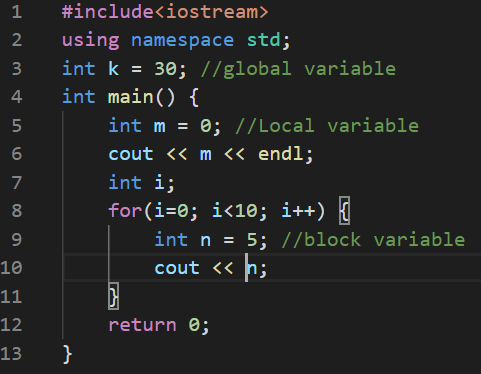 1 #include<iostream>
2 using namespace std;
3 int k = 30; //global variable
4 int main() {
5     int m = 0; //Local variable
6     cout << m << endl;
7     int i;
8     for(i=0; i<10; i++) {
9         int n = 5; //block variable
10         cout << n;
11     }
12     return 0;
13 }